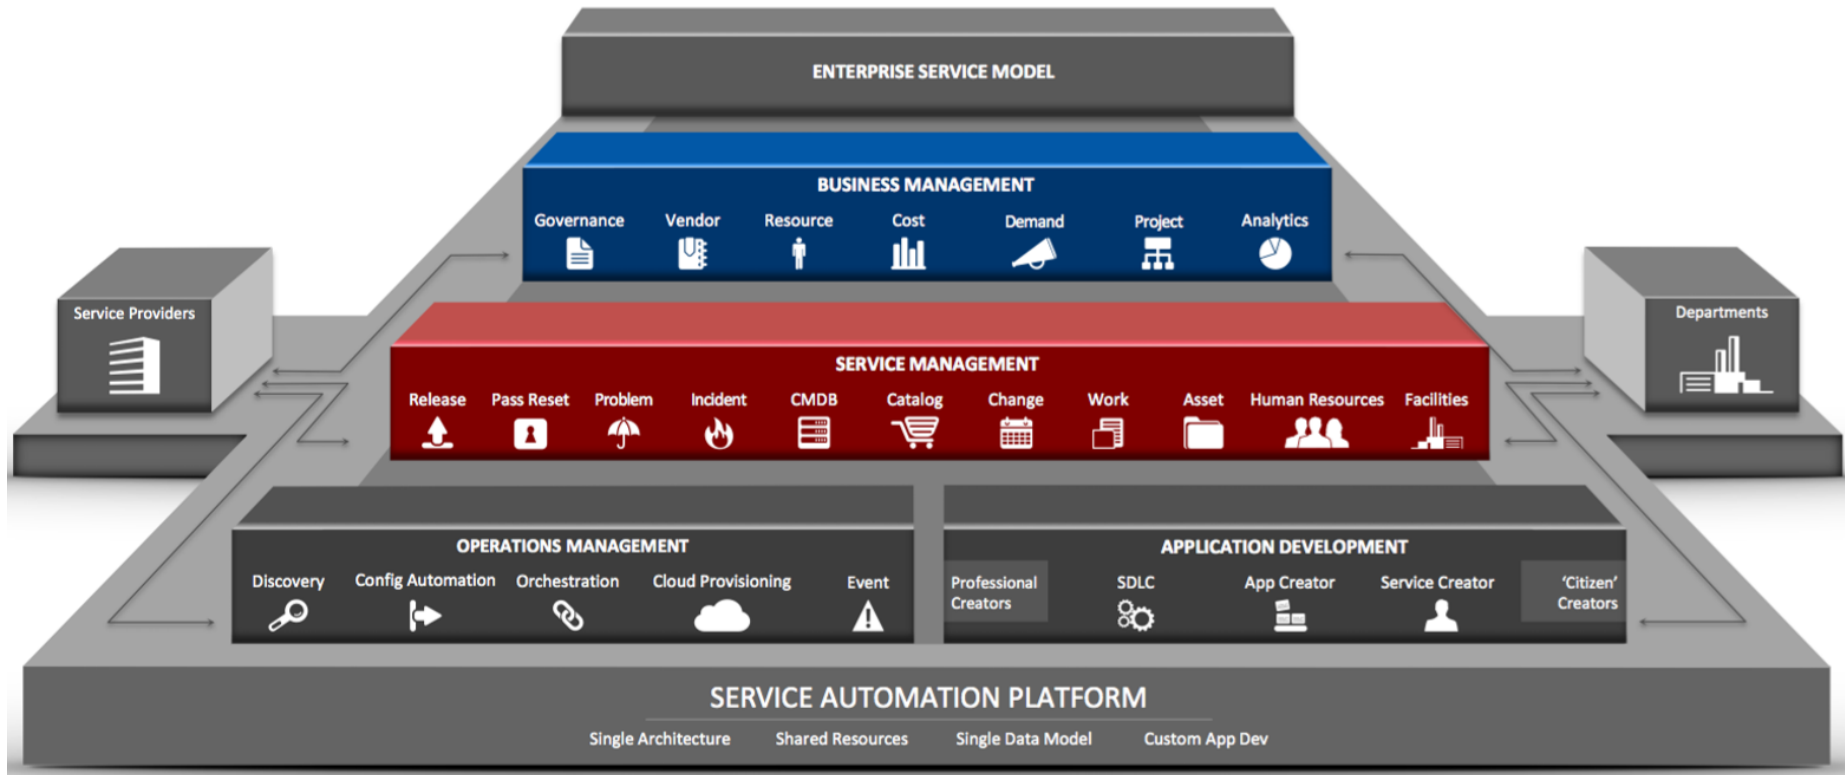 ENTERPRISE SERVICE MODEL
BUSINESS MANAGEMENT
Governance Vendor Resource Cost Demand Project Analytics
Service Providers
Departments
SERVICE MANAGEMENT
Release Pass Reset Problem Incident CMDB Catalog Change Work Asset Human Resources Facilities
OPERATIONS MANAGEMENT
Discovery Config Automation Orchestration Cloud Provisioning Event
APPLICATION DEVELOPMENT
Professional
Creators
SDLC App Creator Service Creator
‘Citizen’
Creators
SERVICE AUTOMATION PLATFORM
Single Architecture Shared Resources Single Data Model Custom App Dev